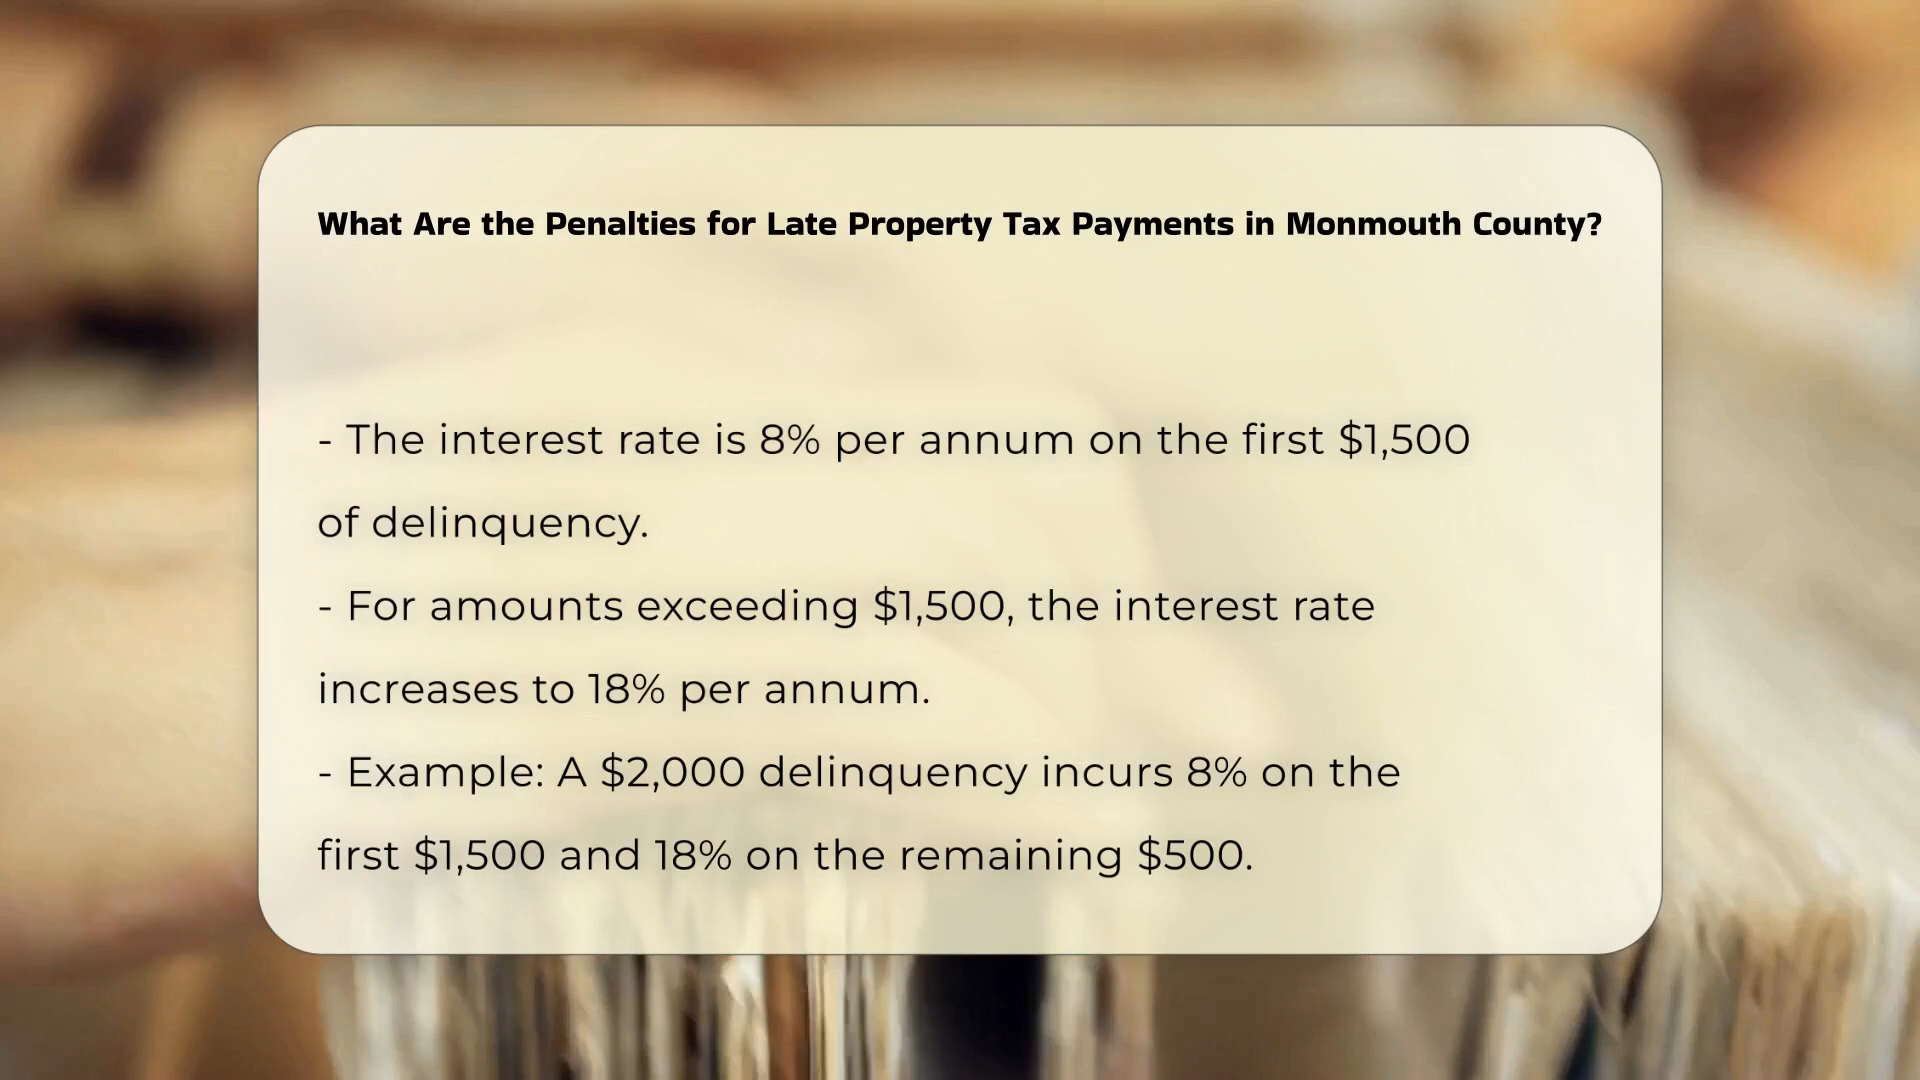 What Are the Penalties for Late Property Tax Payments in Monmouth County?
- The interest rate is 8% per annum on the first $1,500
of delinquency.
- For amounts exceeding $1,500, the interest rate
increases to 18% per annum.
- Example: A $2,000 delinquency incurs 8% on the
first $1,500 and 18% on the remaining $500.